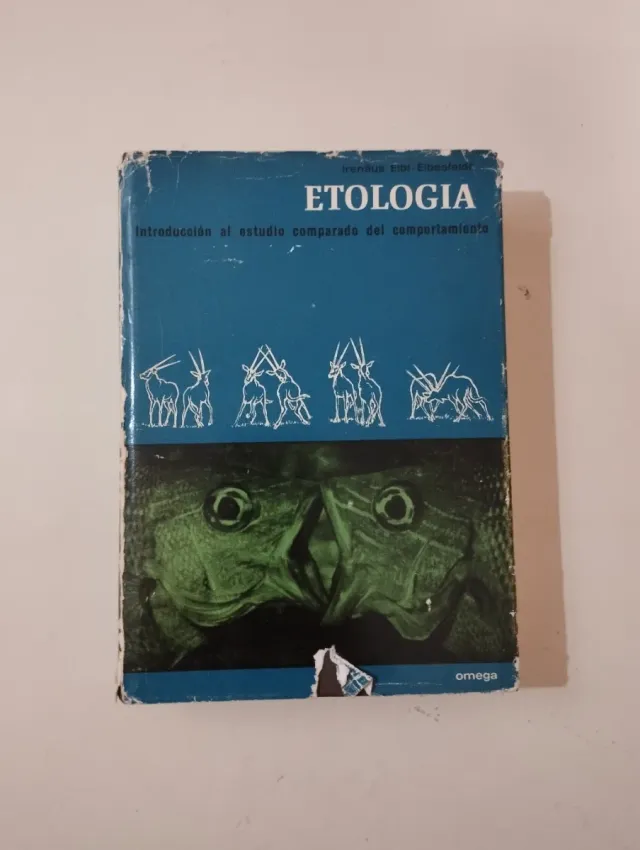 Irenäus Eibl-Eibesfeldt
ETOLOGIA
Introducción al estudio comparado del comportamiento
omega